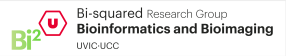 Bi2 U Bi-squared Research Group
Bioinformatics and Bioimaging
UVIC·UCC